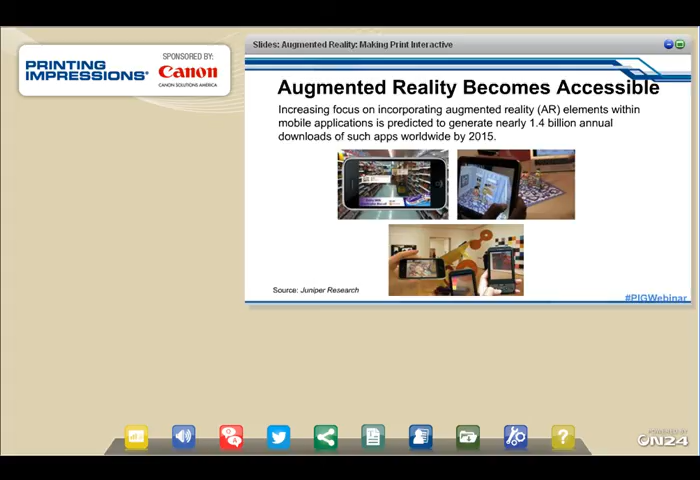 PRINTING
IMPRESSIONS®
SPONSORED BY:
Canon
CANON SOLUTIONS AMERICA
Slides: Augmented Reality: Making Print Interactive
Augmented Reality Becomes Accessible
Increasing focus on incorporating augmented reality (AR) elements within
mobile applications is predicted to generate nearly 1.4 billion annual
downloads of such apps worldwide by 2015.
Source: Juniper Research
#PIGWebinar
Q
A
?
POWERED BY
ON24